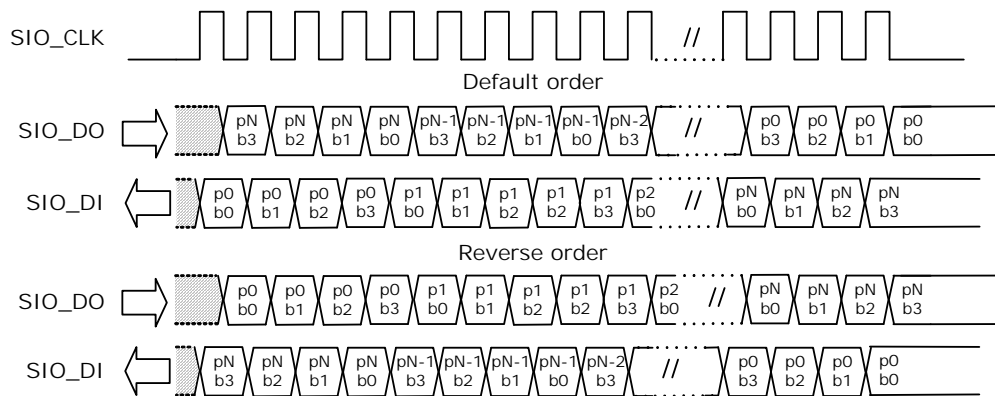 SIO_CLK //
Default order
pN pN pN pN pN-1 pN-1 pN-1 pN-1 pN-2 p0 p0 p0 p0
SIO_DO //
b3 b2 b1 b0 b3 b2 b1 b0 b3 b3 b2 b1 b0
p0 p0 p0 p0 p1 p1 p1 p1 p1 p2 pN pN pN pN
SIO_DI //
b0 b1 b2 b3 b0 b1 b2 b2 b3 b0 b0 b1 b2 b3
Reverse order
p0 p0 p0 p0 p1 p1 p1 p1 p1 p2 pN pN pN pN
SIO_DO //
b0 b1 b2 b3 b0 b1 b2 b2 b3 b0 b0 b1 b2 b3
pN pN pN pN pN-1 pN-1 pN-1 pN-1 pN-2 p0 p0 p0 p0
SIO_DI //
b3 b2 b1 b0 b3 b2 b1 b0 b3 b3 b2 b1 b0